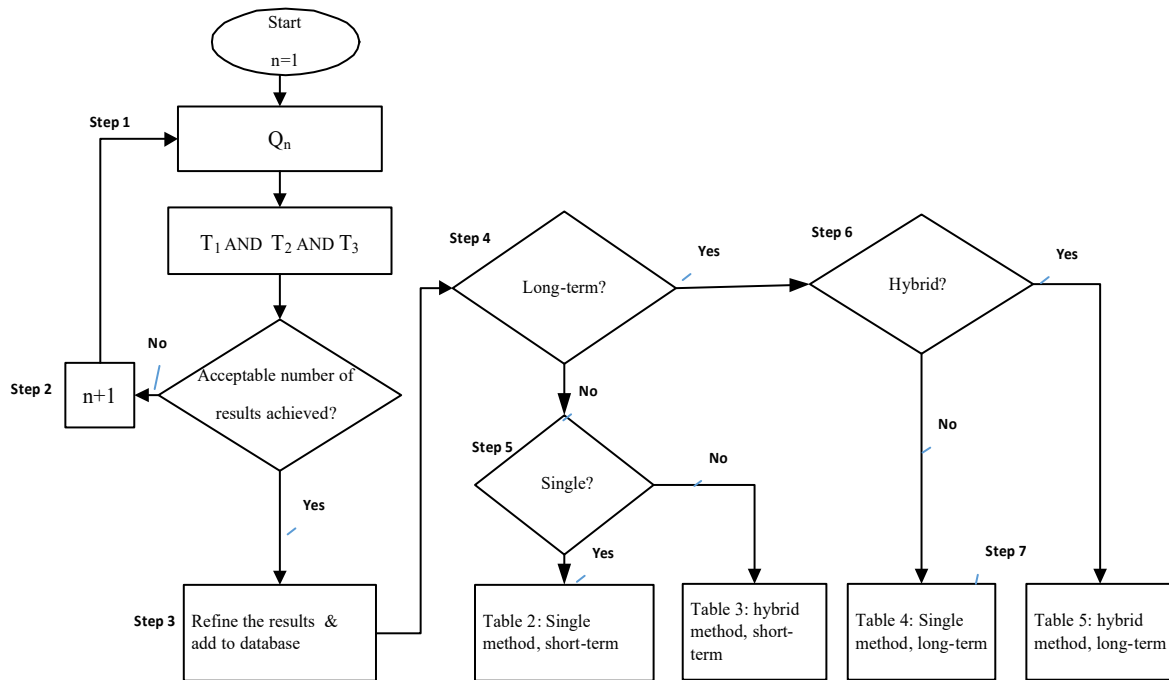 Start
n=1
Step 1
Qn
T1 AND T2 AND T3
No
Step 2
n+1
Acceptable number of
results achieved?
Yes
Step 3
Refine the results &
add to database
Step 4
Long-term?
Yes
No
Step 5
Single?
No
Yes
Table 2: Single
method, short-term
Table 3: hybrid
method, short-
term
Step 6
Hybrid?
Yes
No
Step 7
Table 4: Single
method, long-term
Table 5: hybrid
method, long-term